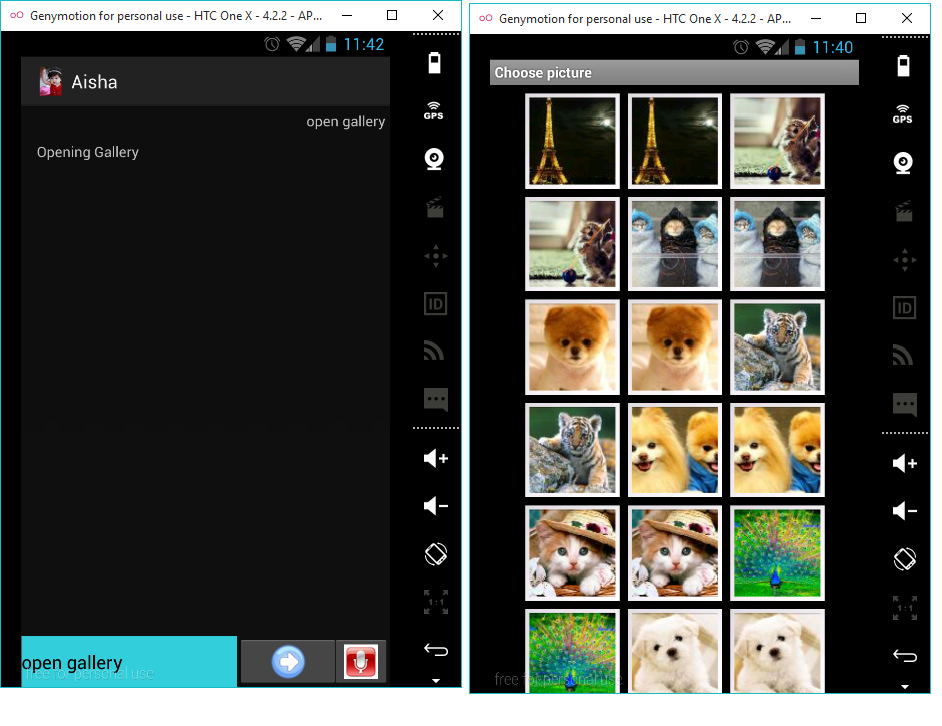 Genymotion for personal use - HTC One X - 4.2.2 - AP...
11:42
GPS
Aisha
open gallery
Opening Gallery
ID
1:1
open gallery
free for personal use
Genymotion for personal use - HTC One X - 4.2.2 - AP...
11:40
GPS
Choose picture
ID
1:1
free for personal use